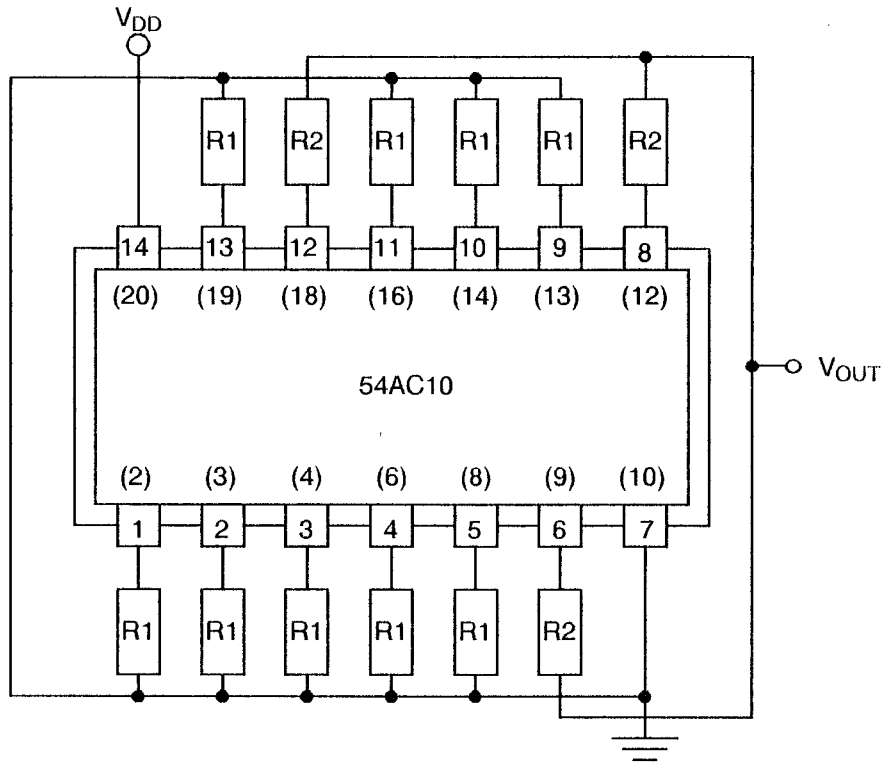 VDD
R1 R2 R1 R1 R1 R2
14 13 12 11 10 9 8
(20) (19) (18) (16) (14) (13) (12)
54AC10
VOUT
(2) (3) (4) (6) (8) (9) (10)
1 2 3 4 5 6 7
R1 R1 R1 R1 R1 R2